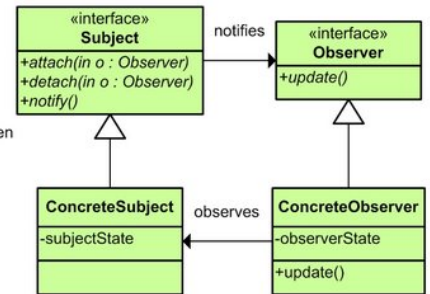 «interface»
Subject
+attach(in o : Observer)
+detach(in o : Observer)
+notify()
notifies
«interface»
Observer
+update()
ConcreteSubject
-subjectState
observes
ConcreteObserver
-observerState
+update()